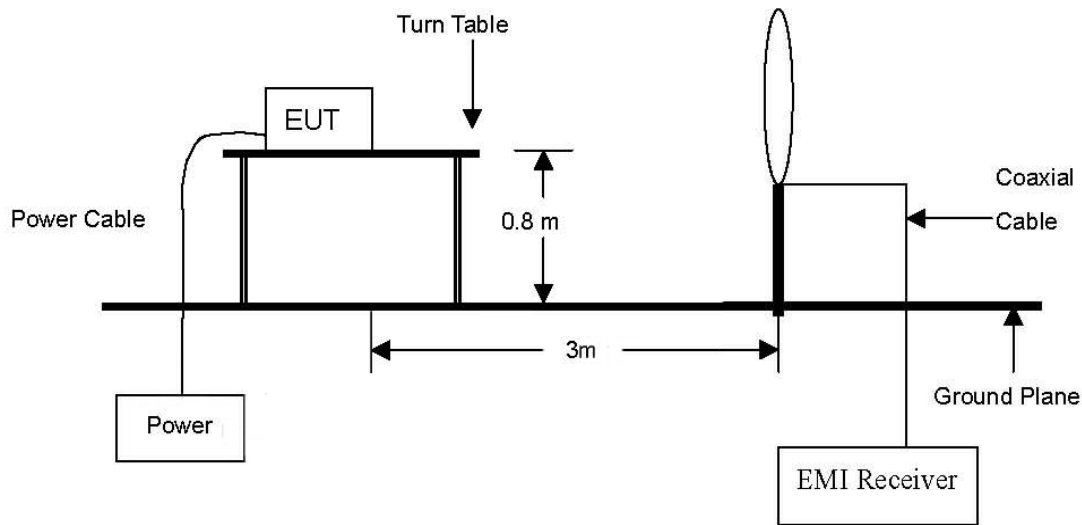 Turn Table
EUT
Coaxial
Cable
Power Cable
0.8 m
3m
Ground Plane
Power
EMI Receiver